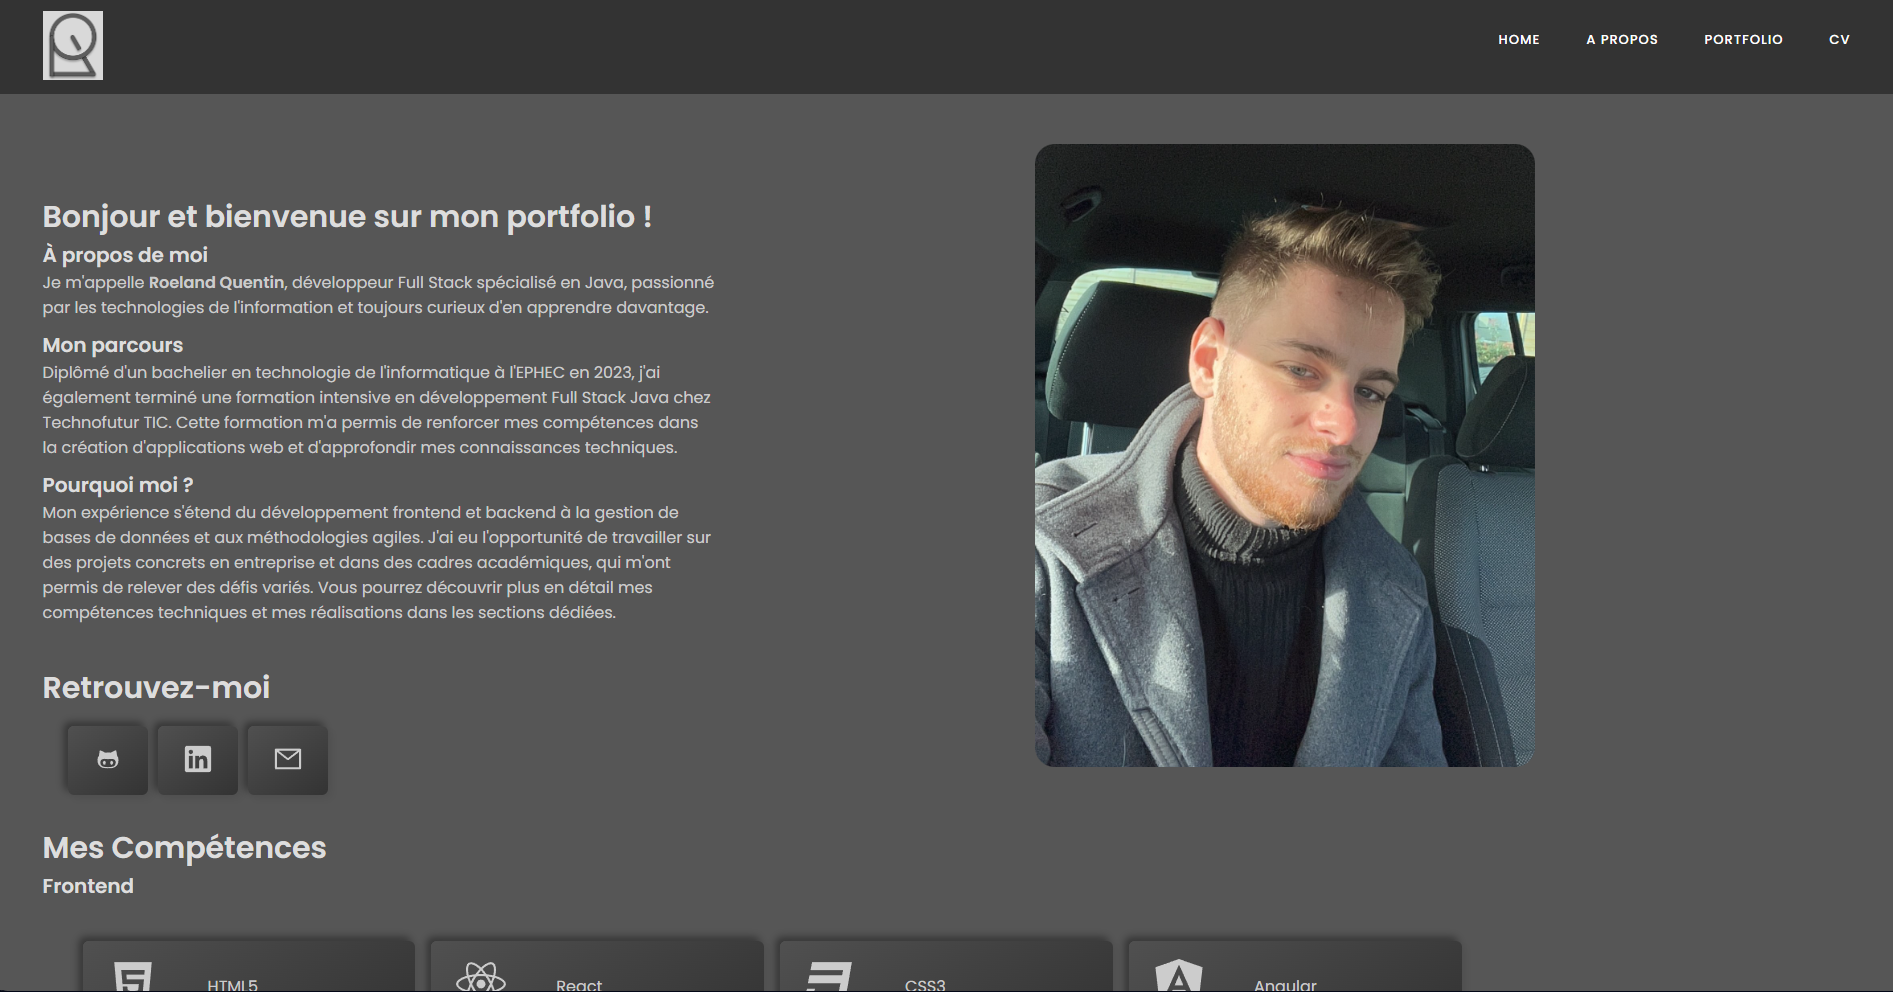 HOME
A PROPOS
PORTFOLIO
CV
Bonjour et bienvenue sur mon portfolio !
À propos de moi
Je m'appelle Roeland Quentin, développeur Full Stack spécialisé en Java, passionné
par les technologies de l'information et toujours curieux d'en apprendre davantage.
Mon parcours
Diplômé d'un bachelier en technologie de l'informatique à l'EPHEC en 2023, j'ai
également terminé une formation intensive en développement Full Stack Java chez
Technofutur TIC. Cette formation m'a permis de renforcer mes compétences dans
la création d'applications web et d'approfondir mes connaissances techniques.
Pourquoi moi ?
Mon expérience s'étend du développement frontend et backend à la gestion de
bases de données et aux méthodologies agiles. J'ai eu l'opportunité de travailler sur
des projets concrets en entreprise et dans des cadres académiques, qui m'ont
permis de relever des défis variés. Vous pourrez découvrir plus en détail mes
compétences techniques et mes réalisations dans les sections dédiées.
Retrouvez-moi
in
Mes Compétences
Frontend
HTML5
React
CSS3
Angular